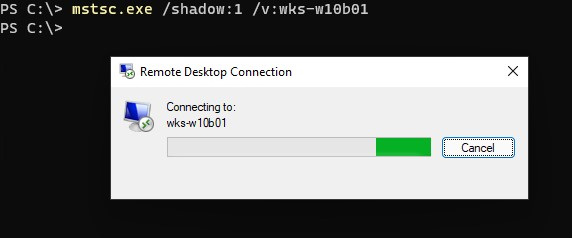 PS C:\> mstsc.exe /shadow:1 /v:wks-w10b01
PS C:\>
Remote Desktop Connection
Connecting to:
wks-w10b01
Cancel